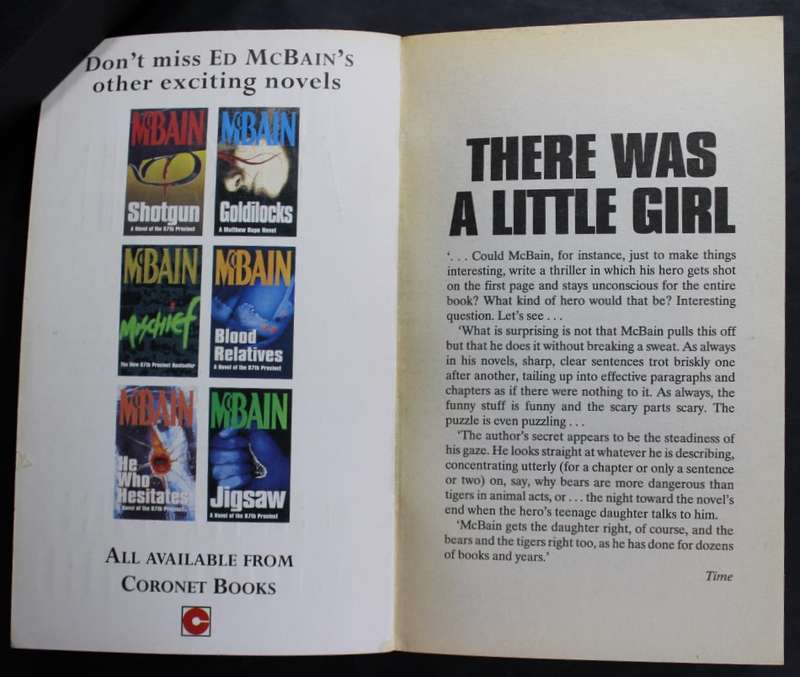 Don't miss ED MCBAIN'S
other exciting novels
MCBAIN
Shotgun
A Novel of the 87th Precinct
MCBAIN
Goldilocks
A Matthew Hope Novel
MCBAIN
Mischief
The New 87th Precinct Bestseller
MCBAIN
Blood
Relatives
A Novel of the 87th Precinct
MCBAIN
He
Who
Hesitates
A Novel of the 87th Precinct
MCBAIN
Jigsaw
A Novel of the 87th Precinct
ALL AVAILABLE FROM
CORONET BOOKS
THERE WAS
A LITTLE GIRL
'. . . Could McBain, for instance, just to make things
interesting, write a thriller in which his hero gets shot
on the first page and stays unconscious for the entire
book? What kind of hero would that be? Interesting
question. Let's see . . .
'What is surprising is not that McBain pulls this off
but that he does it without breaking a sweat. As always
in his novels, sharp, clear sentences trot briskly one
after another, tailing up into effective paragraphs and
chapters as if there were nothing to it. As always, the
funny stuff is funny and the scary parts scary. The
puzzle is even puzzling . . .
'The author's secret appears to be the steadiness of
his gaze. He looks straight at whatever he is describing,
concentrating utterly (for a chapter or only a sentence
or two) on, say, why bears are more dangerous than
tigers in animal acts, or . . . the night toward the novel's
end when the hero's teenage daughter talks to him.
'McBain gets the daughter right, of course, and the
bears and the tigers right too, as he has done for dozens
of books and years.'
Time